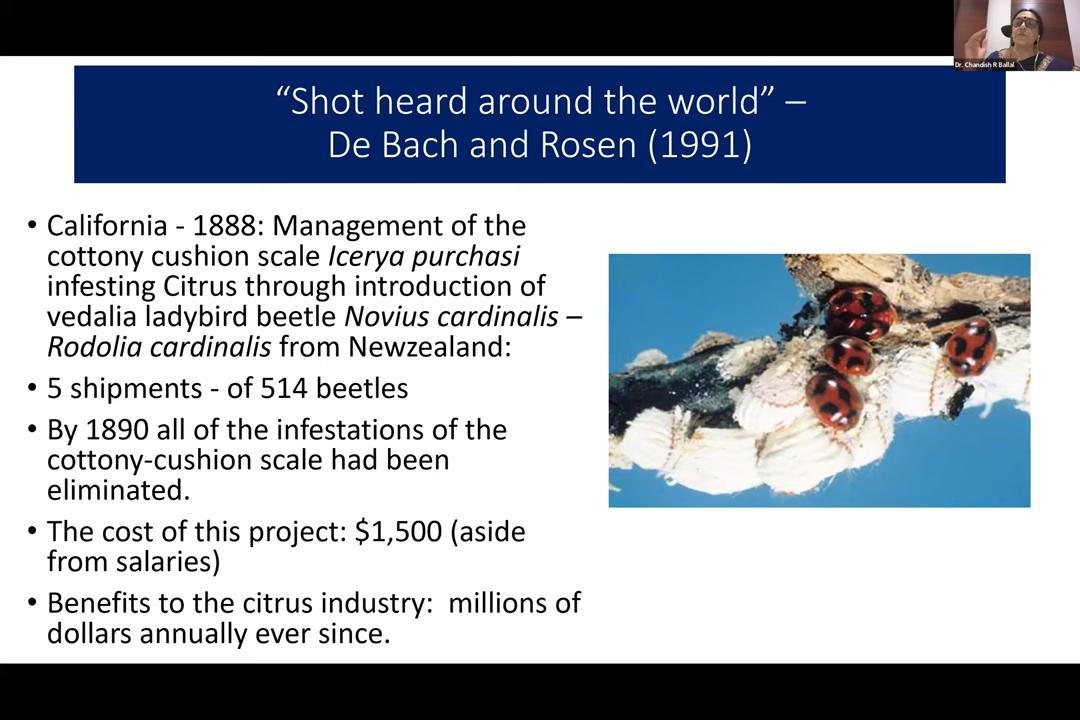 Dr. Chandish R Ballal
“Shot heard around the world” –
De Bach and Rosen (1991)
• California - 1888: Management of the
cottony cushion scale Icerya purchasi
infesting Citrus through introduction of
vedalia ladybird beetle Novius cardinalis –
Rodolia cardinalis from Newzealand:
• 5 shipments - of 514 beetles
• By 1890 all of the infestations of the
cottony-cushion scale had been
eliminated.
• The cost of this project: $1,500 (aside
from salaries)
• Benefits to the citrus industry:  millions of
dollars annually ever since.